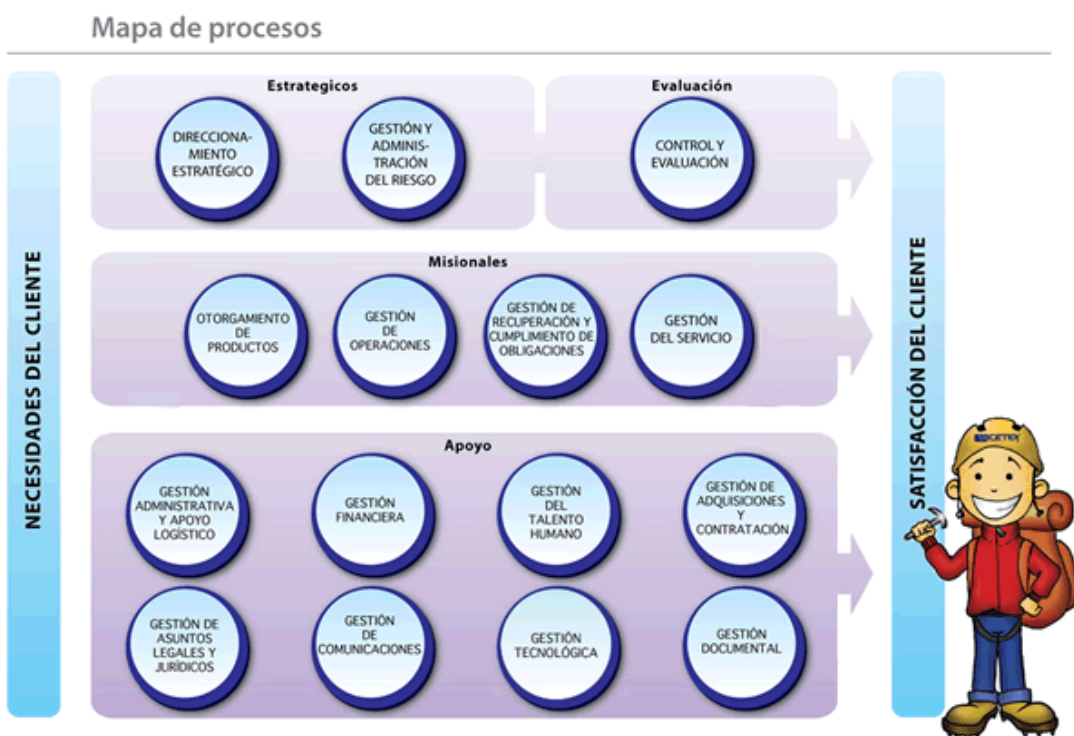 Mapa de procesos
Estrategicos
DIRECCIONA-
MIENTO
ESTRATÉGICO
GESTIÓN Y
ADMINIS-
TRACIÓN
DEL RIESGO
Evaluación
CONTROL Y
EVALUACIÓN
NECESIDADES DEL CLIENTE
Misionales
OTORGAMIENTO
DE
PRODUCTOS
GESTIÓN
DE
OPERACIONES
GESTIÓN DE
RECUPERACIÓN Y
CUMPLIMIENTO DE
OBLIGACIONES
GESTIÓN
DEL SERVICIO
Apoyo
GESTIÓN
ADMINISTRATIVA
Y APOYO
LOGÍSTICO
GESTIÓN
FINANCIERA
GESTIÓN
DEL
TALENTO
HUMANO
GESTIÓN DE
ADQUISICIONES
Y
CONTRATACIÓN
GESTIÓN DE
ASUNTOS
LEGALES Y
JURÍDICOS
GESTIÓN
DE
COMUNICACIONES
GESTIÓN
TECNOLÓGICA
GESTIÓN
DOCUMENTAL
SATISFACCIÓN DEL CLIENTE